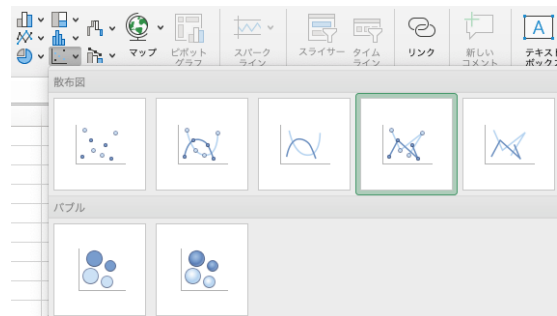 マップ
ピボット
グラフ
スパーク
ライン
スライサー
タイム
ライン
リンク
新しい
コメント
テキスト
ボックス
散布図
バブル